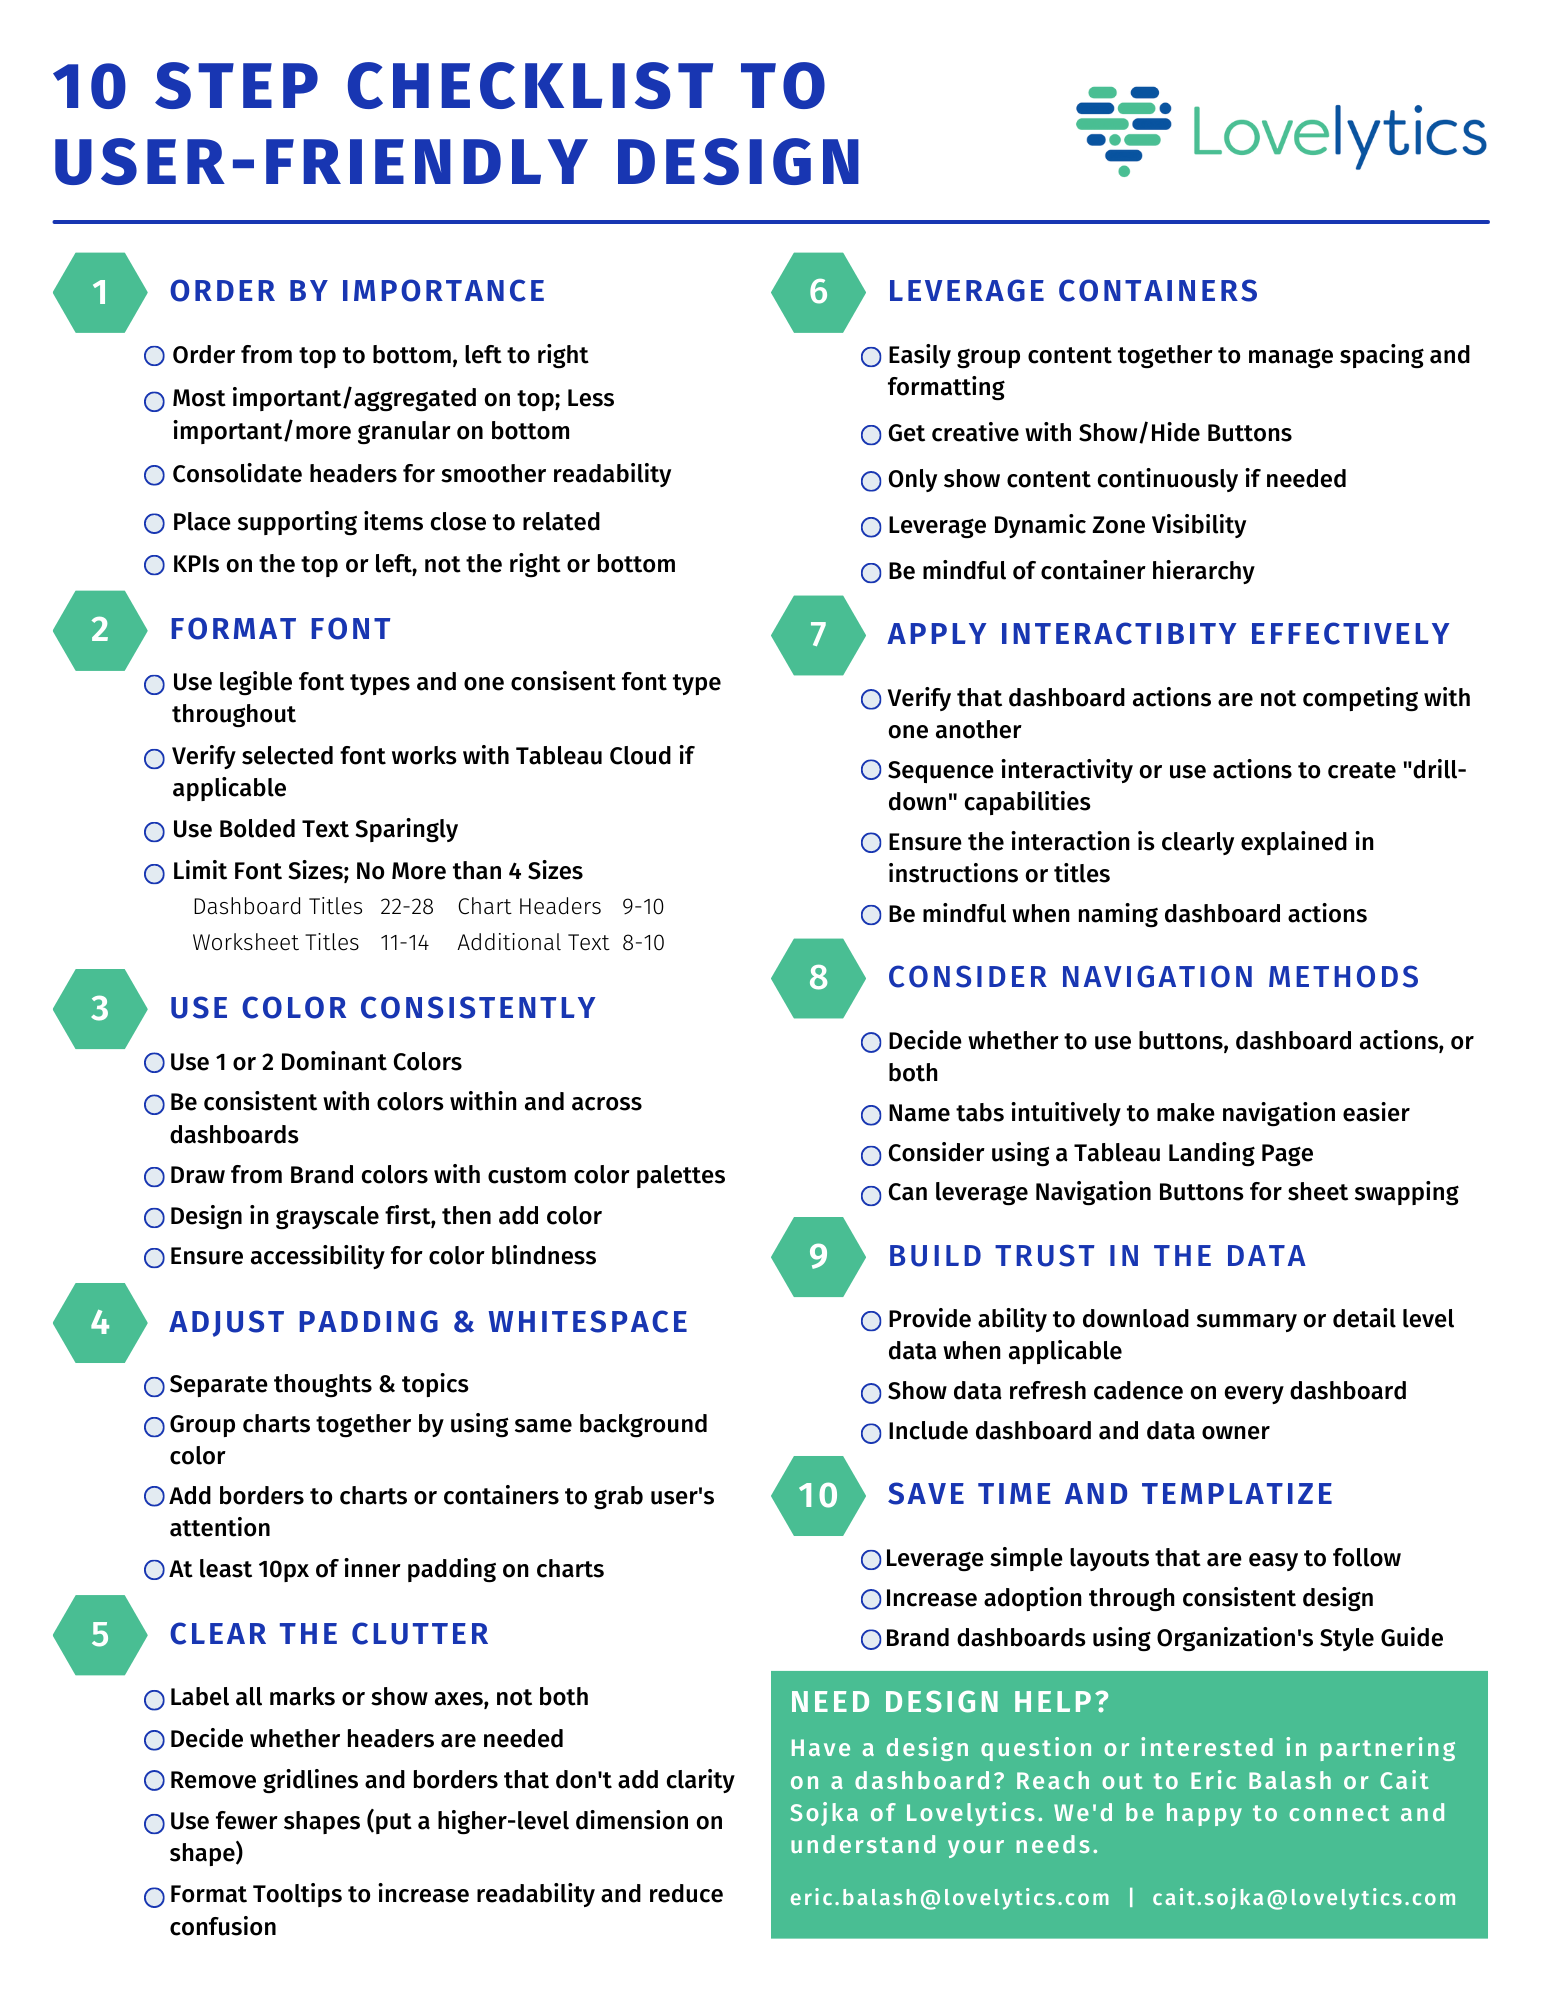 10 STEP CHECKLIST TO
USER-FRIENDLY DESIGN
Lovelytics
1
ORDER BY IMPORTANCE
Order from top to bottom, left to right
Most important/aggregated on top; Less
important/more granular on bottom
Consolidate headers for smoother readability
Place supporting items close to related
KPIs on the top or left, not the right or bottom
2
FORMAT FONT
Use legible font types and one consisent font type
throughout
Verify selected font works with Tableau Cloud if
applicable
Use Bolded Text Sparingly
Limit Font Sizes; No More than 4 Sizes
Dashboard Titles 22-28 Chart Headers 9-10
Worksheet Titles 11-14 Additional Text 8-10
3
USE COLOR CONSISTENTLY
Use 1 or 2 Dominant Colors
Be consistent with colors within and across
dashboards
Draw from Brand colors with custom color palettes
Design in grayscale first, then add color
Ensure accessibility for color blindness
4
ADJUST PADDING & WHITESPACE
Separate thoughts & topics
Group charts together by using same background
color
Add borders to charts or containers to grab user's
attention
At least 10px of inner padding on charts
5
CLEAR THE CLUTTER
Label all marks or show axes, not both
Decide whether headers are needed
Remove gridlines and borders that don't add clarity
Use fewer shapes (put a higher-level dimension on
shape)
Format Tooltips to increase readability and reduce
confusion
6
LEVERAGE CONTAINERS
Easily group content together to manage spacing and
formatting
Get creative with Show/Hide Buttons
Only show content continuously if needed
Leverage Dynamic Zone Visibility
Be mindful of container hierarchy
7
APPLY INTERACTIBITY EFFECTIVELY
Verify that dashboard actions are not competing with
one another
Sequence interactivity or use actions to create "drill-
down" capabilities
Ensure the interaction is clearly explained in
instructions or titles
Be mindful when naming dashboard actions
8
CONSIDER NAVIGATION METHODS
Decide whether to use buttons, dashboard actions, or
both
Name tabs intuitively to make navigation easier
Consider using a Tableau Landing Page
Can leverage Navigation Buttons for sheet swapping
9
BUILD TRUST IN THE DATA
Provide ability to download summary or detail level
data when applicable
Show data refresh cadence on every dashboard
Include dashboard and data owner
10
SAVE TIME AND TEMPLATIZE
Leverage simple layouts that are easy to follow
Increase adoption through consistent design
Brand dashboards using Organization's Style Guide
NEED DESIGN HELP?
Have a design question or interested in partnering
on a dashboard? Reach out to Eric Balash or Cait
Sojka of Lovelytics. We'd be happy to connect and
understand your needs.
eric.balash@lovelytics.com | cait.sojka@lovelytics.com